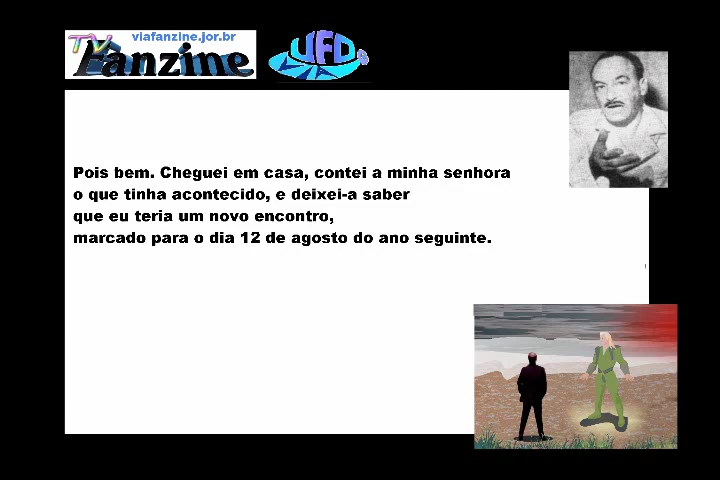 viafanzine.jor.br
TV Fanzine
UFO
Pois bem. Cheguei em casa, contei a minha senhora
o que tinha acontecido, e deixei-a saber
que eu teria um novo encontro,
marcado para o dia 12 de agosto do ano seguinte.